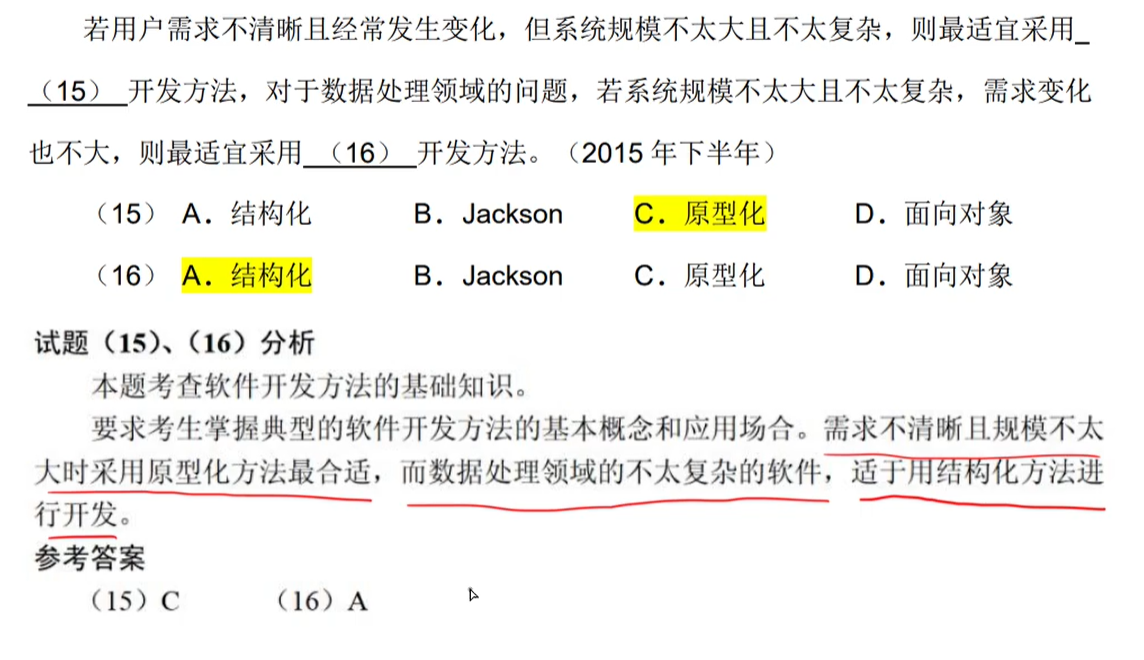 若用户需求不清晰且经常发生变化，但系统规模不太大且不太复杂，则最适宜采用_
（15） 开发方法，对于数据处理领域的问题，若系统规模不太大且不太复杂，需求变化
也不大，则最适宜采用 （16） 开发方法。（2015 年下半年）
（15） A．结构化 B．Jackson C．原型化 D．面向对象
（16） A．结构化 B．Jackson C．原型化 D．面向对象
试题（15）、（16）分析
本题考查软件开发方法的基础知识。
要求考生掌握典型的软件开发方法的基本概念和应用场合。需求不清晰且规模不太
大时采用原型化方法最合适，而数据处理领域的不太复杂的软件，适于用结构化方法进
行开发。
参考答案
（15）C （16）A